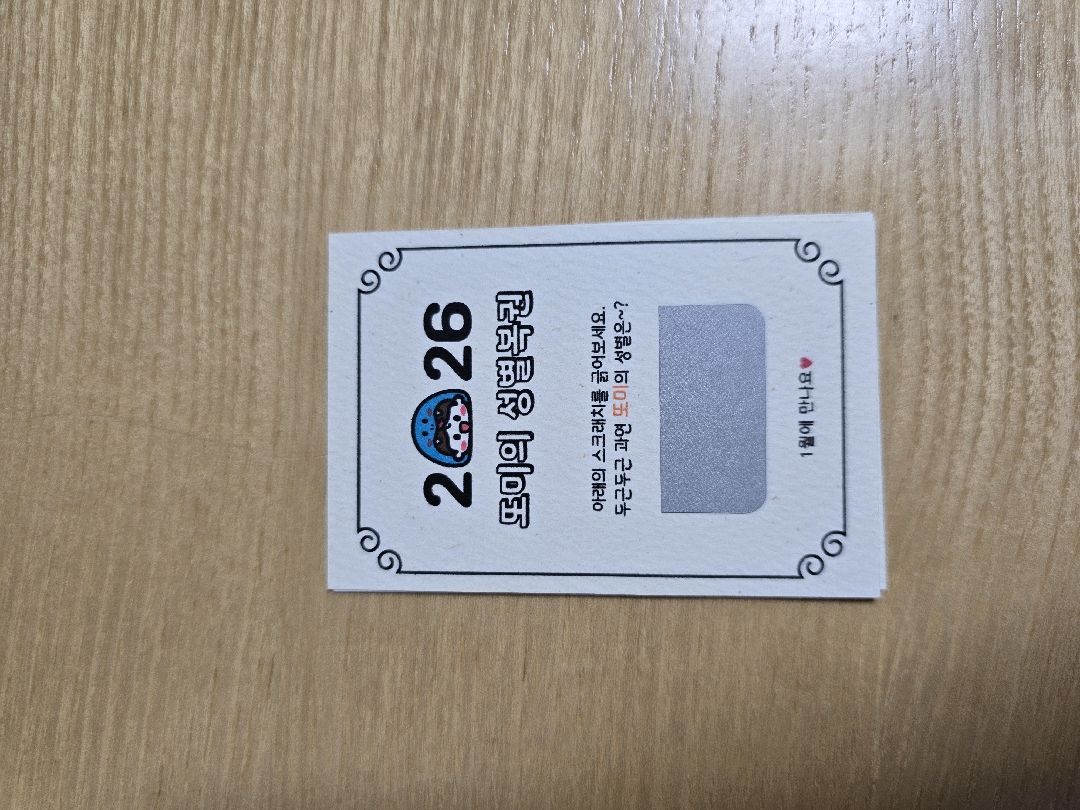 2026
또미의 성별복권
아래의 스크래치를 긁어보세요.
두근두근 과연 또미의 성별은~?
1월에 만나요♥